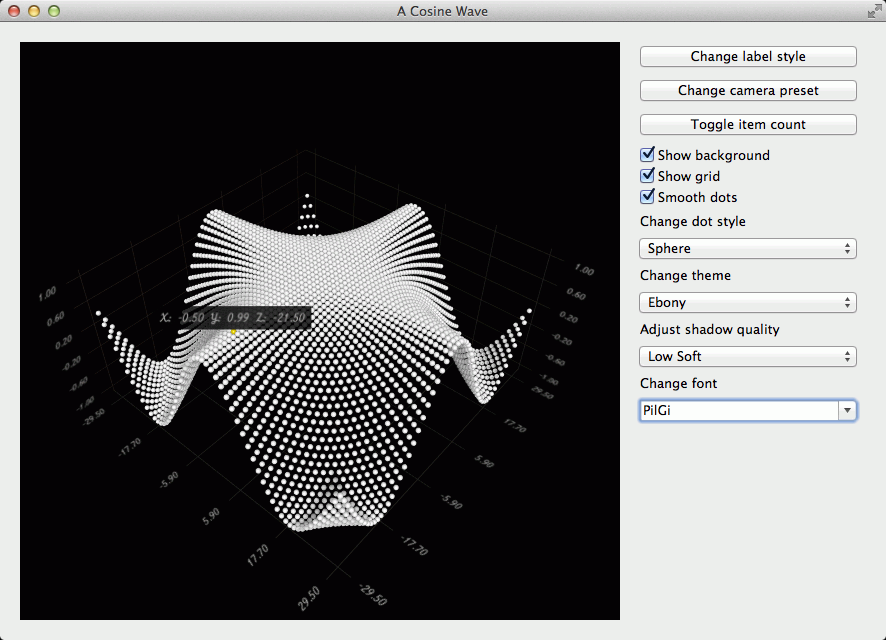 A Cosine Wave
Change label style
Change camera preset
Toggle item count
Show background
Show grid
Smooth dots
Change dot style
Sphere
Change theme
Ebony
Adjust shadow quality
Low Soft
Change font
PilGi
X: -0.50 Y: 0.99 Z: -21.50
1.00
0.60
0.20
-0.20
-0.60
-1.00
-29.50
-17.70
-5.90
5.90
17.70
29.50
1.00
0.60
0.20
-0.20
-0.60
-1.00
29.50
17.70
5.90
-5.90
-17.70
-29.50